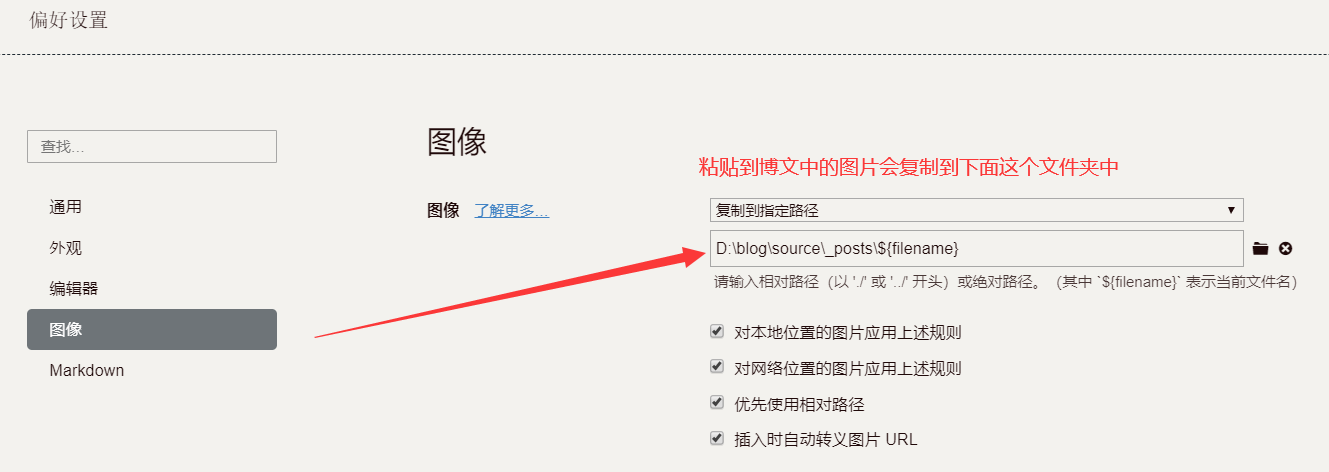 偏好设置
查找...
通用
外观
编辑器
图像
Markdown
图像
粘贴到博文中的图片会复制到下面这个文件夹中
图像 了解更多...
复制到指定路径
D:\blog\source\_posts\${filename}
请输入相对路径（以 './' 或 '../' 开头）或绝对路径。（其中 `${filename}` 表示当前文件名）
对本地位置的图片应用上述规则
对网络位置的图片应用上述规则
优先使用相对路径
插入时自动转义图片 URL